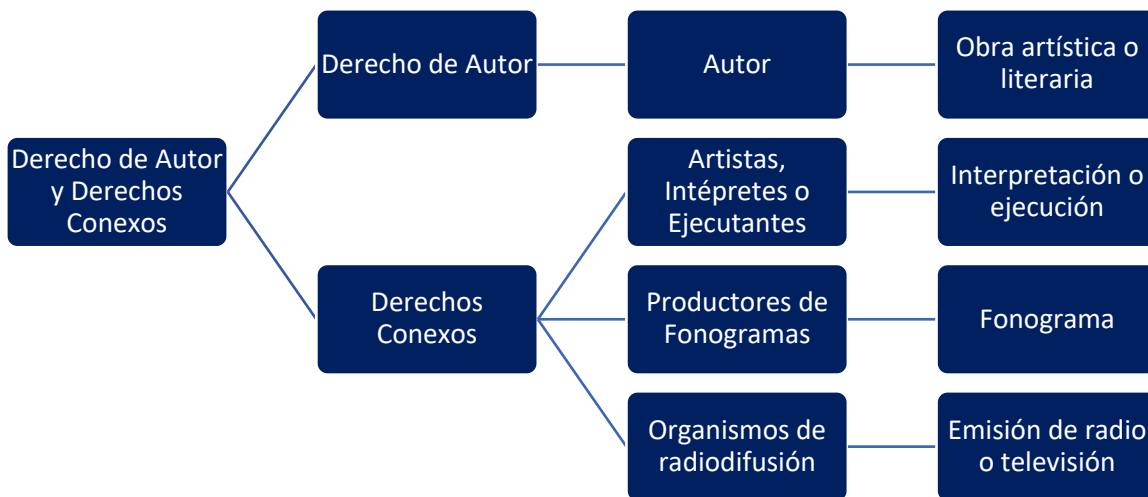 Derecho de Autor
y Derechos
Conexos
Derecho de Autor
Autor
Obra artística o
literaria
Derechos
Conexos
Artistas,
Intépretes o
Ejecutantes
Interpretación o
ejecución
Productores de
Fonogramas
Fonograma
Organismos de
radiodifusión
Emisión de radio
o televisión